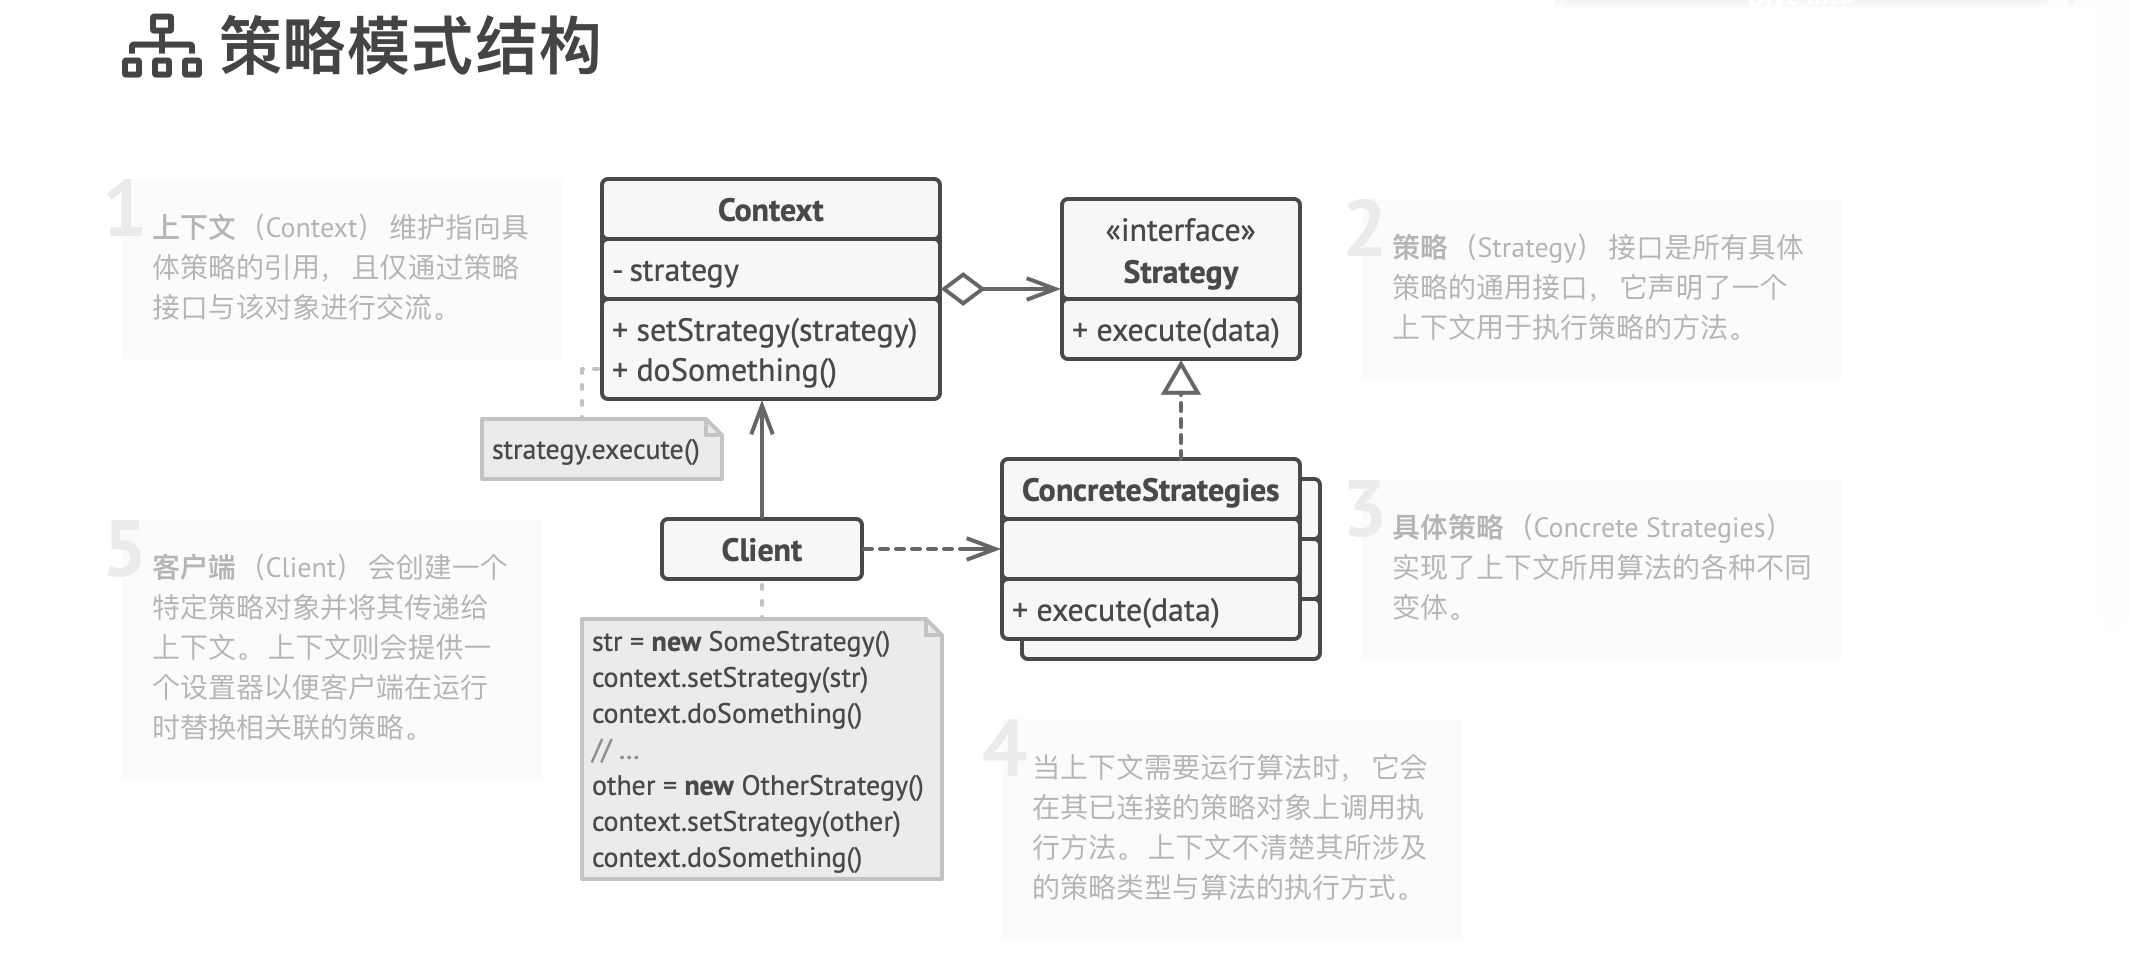 策略模式结构
1
上下文（Context）维护指向具
体策略的引用，且仅通过策略
接口与该对象进行交流。
Context
- strategy
+ setStrategy(strategy)
+ doSomething()
strategy.execute()
«interface»
Strategy
+ execute(data)
2
策略（Strategy）接口是所有具体
策略的通用接口，它声明了一个
上下文用于执行策略的方法。
ConcreteStrategies
+ execute(data)
3
具体策略（Concrete Strategies）
实现了上下文所用算法的各种不同
变体。
5
客户端（Client）会创建一个
特定策略对象并将其传递给
上下文。上下文则会提供一
个设置器以便客户端在运行
时替换相关联的策略。
Client
str = new SomeStrategy()
context.setStrategy(str)
context.doSomething()
// ...
other = new OtherStrategy()
context.setStrategy(other)
context.doSomething()
4
当上下文需要运行算法时，它会
在其已连接的策略对象上调用执
行方法。上下文不清楚其所涉及
的策略类型与算法的执行方式。